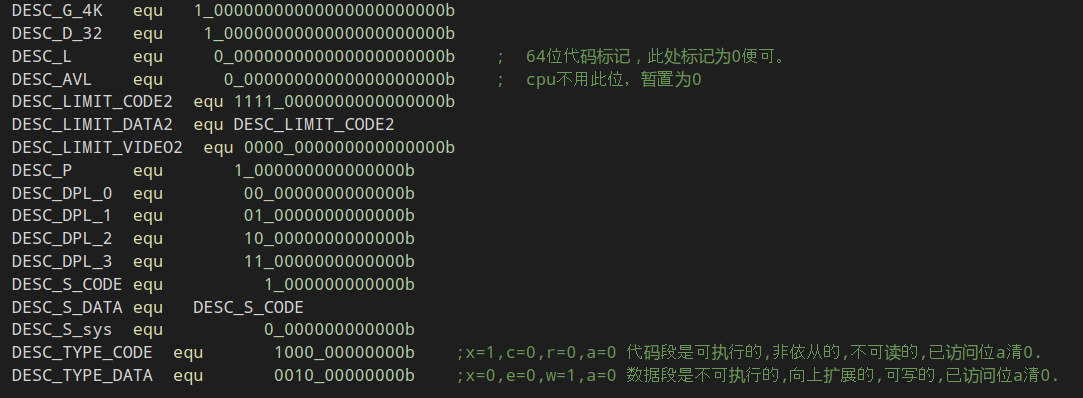 DESC_G_4K   equ   1_00000000000000000000000b
DESC_D_32   equ    1_0000000000000000000000b
DESC_L      equ     0_000000000000000000000b    ;  64位代码标记，此处标记为0便可。
DESC_AVL    equ      0_00000000000000000000b    ;  cpu不用此位，暂置为0
DESC_LIMIT_CODE2  equ 1111_0000000000000000b
DESC_LIMIT_DATA2  equ DESC_LIMIT_CODE2
DESC_LIMIT_VIDEO2  equ 0000_000000000000000b
DESC_P      equ       1_000000000000000b
DESC_DPL_0  equ        00_0000000000000b
DESC_DPL_1  equ        01_0000000000000b
DESC_DPL_2  equ        10_0000000000000b
DESC_DPL_3  equ        11_0000000000000b
DESC_S_CODE equ          1_000000000000b
DESC_S_DATA equ   DESC_S_CODE
DESC_S_sys  equ          0_000000000000b
DESC_TYPE_CODE  equ       1000_00000000b    ;x=1,c=0,r=0,a=0 代码段是可执行的,非依从的,不可读的,已访问位a清0.
DESC_TYPE_DATA  equ       0010_00000000b    ;x=0,e=0,w=1,a=0 数据段是不可执行的,向上扩展的,可写的,已访问位a清0.